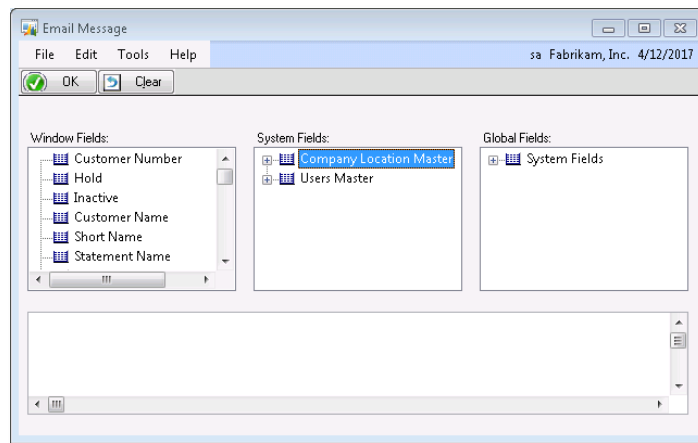 Email Message
File Edit Tools Help sa Fabrikam, Inc. 4/12/2017
OK Clear
Window Fields: System Fields: Global Fields:
Customer Number Company Location Master System Fields
Hold Users Master
Inactive
Customer Name
Short Name
Statement Name